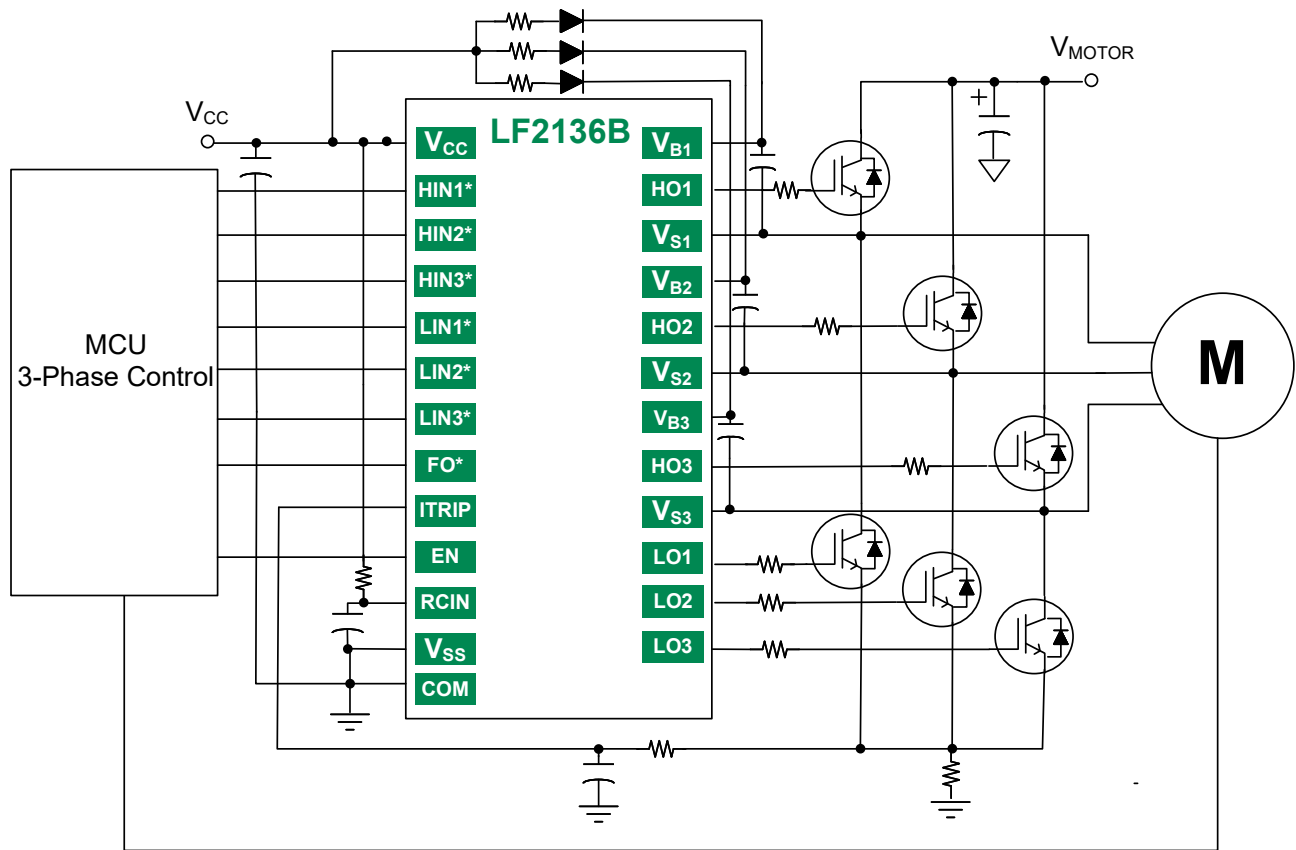 V_MOTOR
V_CC
LF2136B
V_CC
HIN1*
HIN2*
HIN3*
LIN1*
LIN2*
LIN3*
FO*
ITRIP
EN
RCIN
V_SS
COM
V_B1
HO1
V_S1
V_B2
HO2
V_S2
V_B3
HO3
V_S3
LO1
LO2
LO3
MCU
3-Phase Control
+
M
-